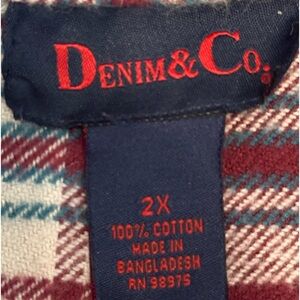 DENIM & CO.®
2X
100% COTTON
MADE IN
BANGLADESH
RN 98975